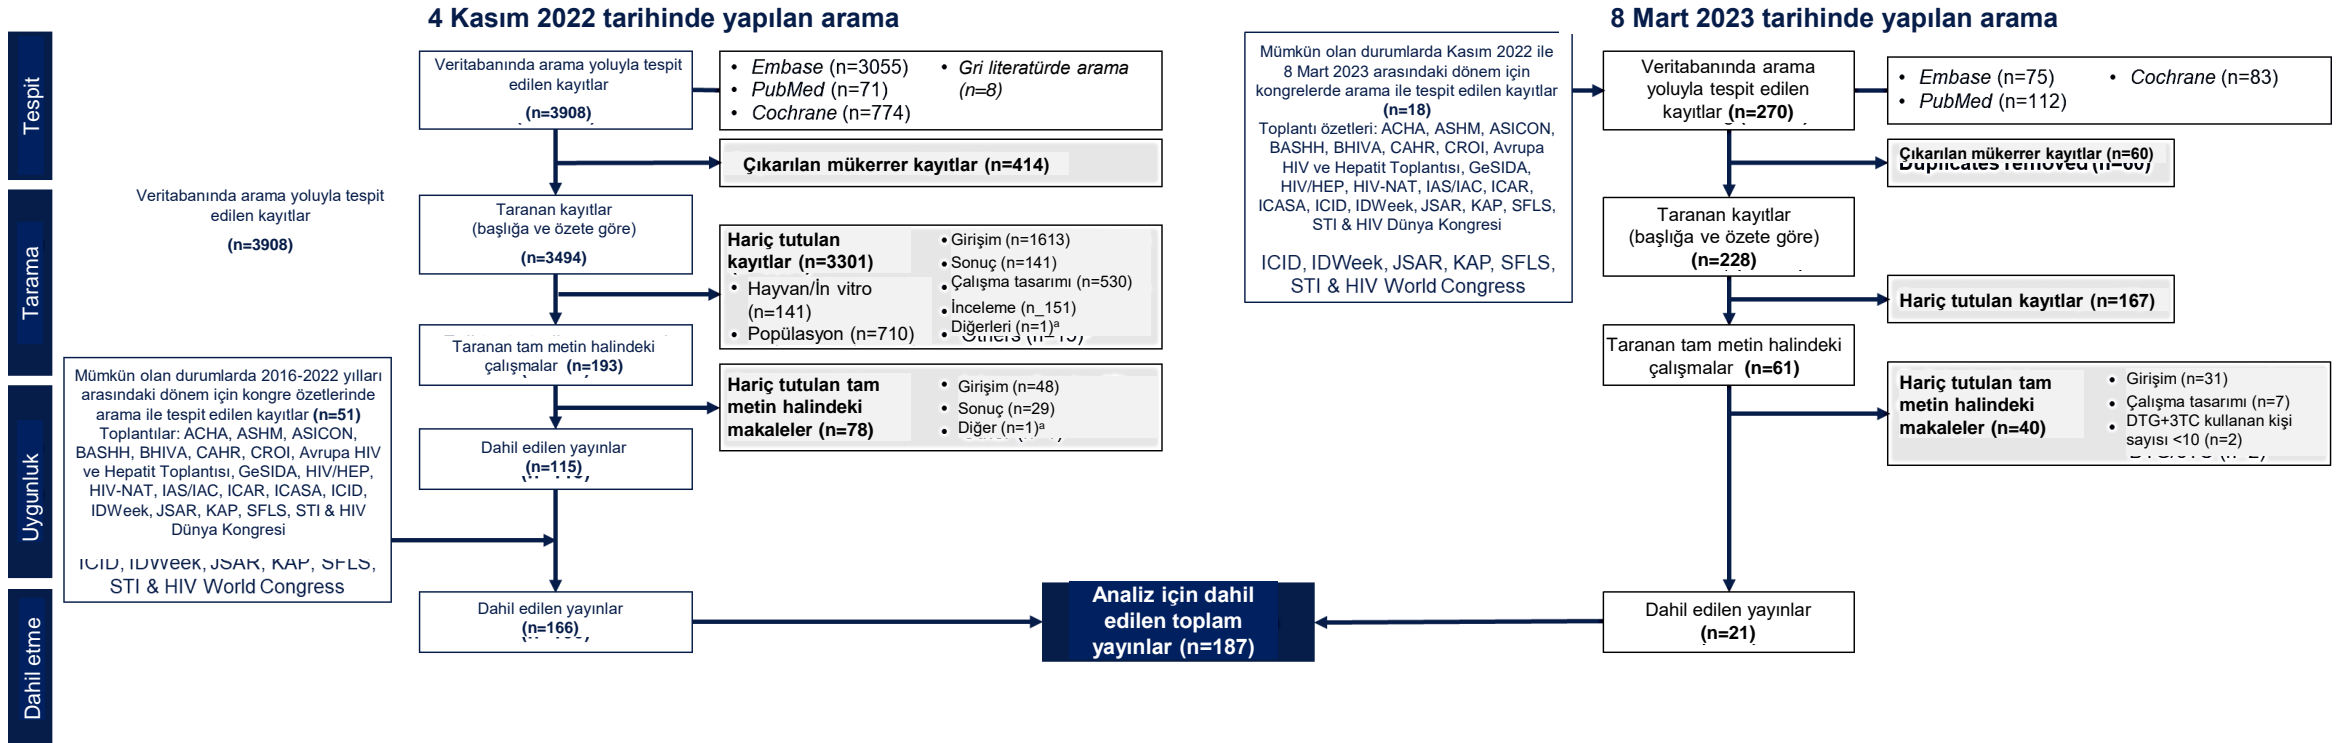 4 Kasım 2022 tarihinde yapılan arama
Tespit
Tarama
Uygunluk
Dahil etme
Veritabanında arama yoluyla tespit
edilen kayıtlar
(n=3908)
• Embase (n=3055)
• PubMed (n=71)
• Cochrane (n=774)
• Gri literatürde arama
(n=8)
Çıkarılan mükerrer kayıtlar (n=414)
Veritabanında arama yoluyla tespit
edilen kayıtlar
(n=3908)
Taranan kayıtlar
(başlığa ve özete göre)
(n=3494)
Hariç tutulan
kayıtlar (n=3301)
• Hayvan/İn vitro
(n=141)
• Popülasyon (n=710)
• Girişim (n=1613)
• Sonuç (n=141)
• Çalışma tasarımı (n=530)
• İnceleme (n_151)
Diğerleri (n=1)ᵃ
• Others (n=15)
Taranan tam metin halindeki
çalışmalar (n=193)
Hariç tutulan tam
metin halindeki
makaleler (n=78)
• Girişim (n=48)
• Sonuç (n=29)
• Diğer (n=1)ᵃ
Dahil edilen yayınlar
(n=115)
Mümkün olan durumlarda 2016-2022 yılları
arasındaki dönem için kongre özetlerinde
arama ile tespit edilen kayıtlar (n=51)
Toplantılar: ACHA, ASHM, ASICON,
BASHH, BHIVA, CAHR, CROI, Avrupa HIV
ve Hepatit Toplantısı, GeSIDA, HIV/HEP,
HIV-NAT, IAS/IAC, ICAR, ICASA, ICID,
IDWeek, JSAR, KAP, SFLS, STI & HIV
Dünya Kongresi
ICID, IDWeek, JSAR, KAP, SFLS,
STI & HIV World Congress
Dahil edilen yayınlar
(n=166)
Analiz için dahil
edilen toplam
yayınlar (n=187)
8 Mart 2023 tarihinde yapılan arama
Mümkün olan durumlarda Kasım 2022 ile
8 Mart 2023 arasındaki dönem için
kongrelerde arama ile tespit edilen kayıtlar
(n=18)
Toplantı özetleri: ACHA, ASHM, ASICON,
BASHH, BHIVA, CAHR, CROI, Avrupa
HIV ve Hepatit Toplantısı, GeSIDA,
HIV/HEP, HIV-NAT, IAS/IAC, ICAR,
ICASA, ICID, IDWeek, JSAR, KAP, SFLS,
STI & HIV Dünya Kongresi
ICID, IDWeek, JSAR, KAP, SFLS,
STI & HIV World Congress
Veritabanında arama
yoluyla tespit edilen
kayıtlar (n=270)
• Embase (n=75)
• PubMed (n=112)
• Cochrane (n=83)
Çıkarılan mükerrer kayıtlar (n=60)
Duplicates removed (n=60)
Taranan kayıtlar
(başlığa ve özete göre)
(n=228)
Hariç tutulan kayıtlar (n=167)
Taranan tam metin halindeki
çalışmalar (n=61)
Hariç tutulan tam
metin halindeki
makaleler (n=40)
• Girişim (n=31)
• Çalışma tasarımı (n=7)
• DTG+3TC kullanan kişi
sayısı <10 (n=2)
Dahil edilen yayınlar
(n=21)